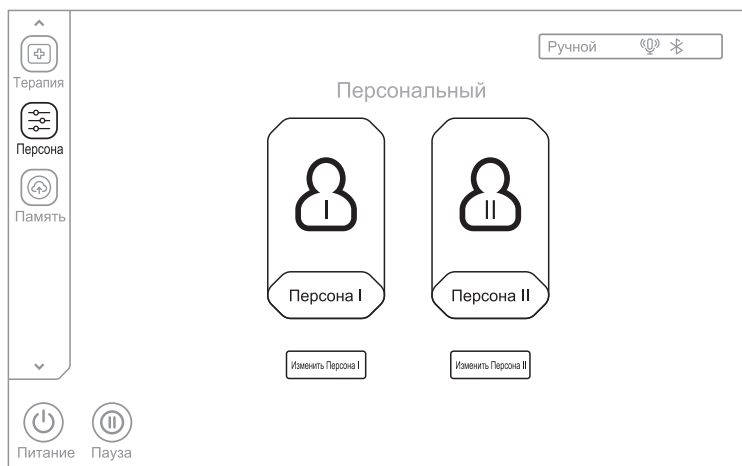 Терапия
Персона
Память
Ручной
Персональный
I
II
Персона I
Персона II
Изменить Персона I
Изменить Персона II
Питание
Пауза